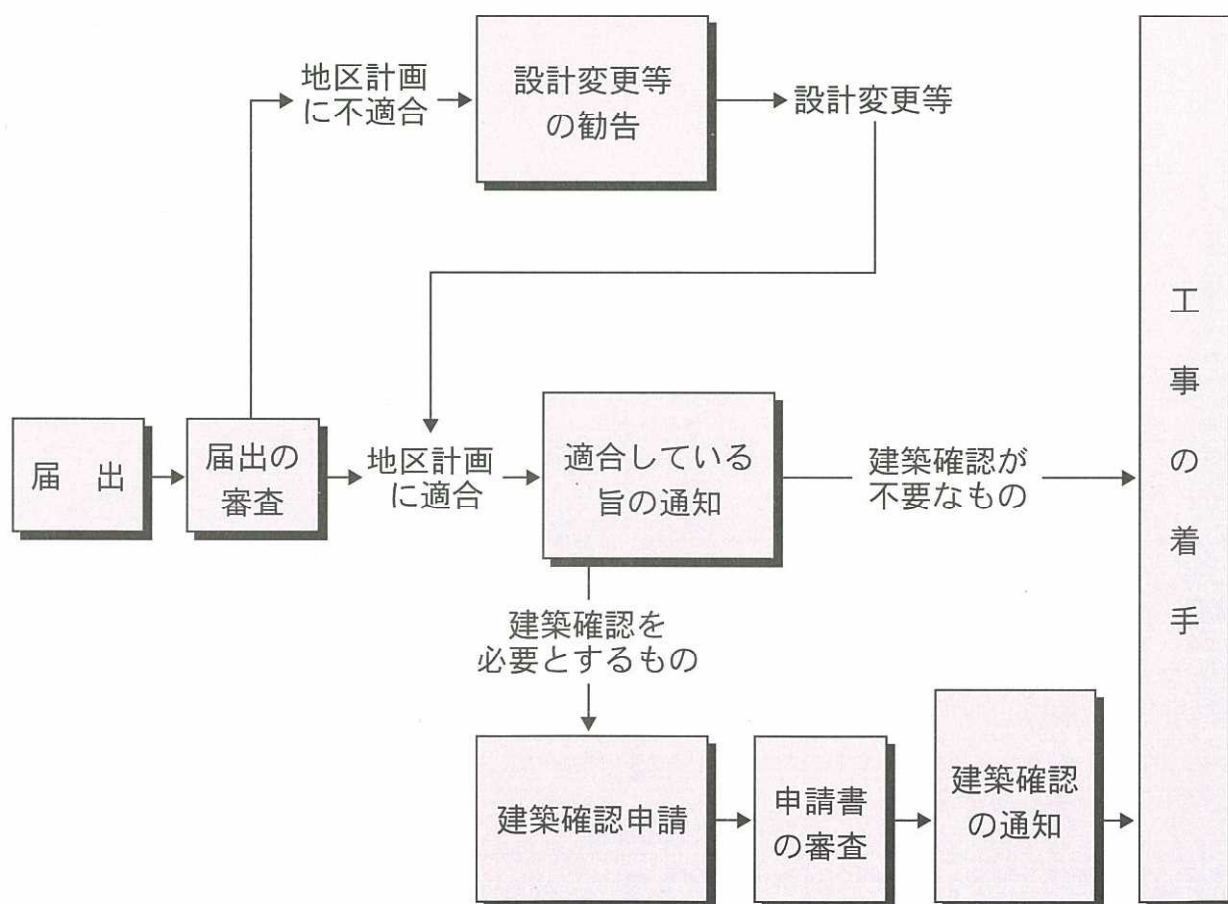 地区計画
に不適合
設計変更等
の勧告
設計変更等
届 出
届出の
審査
地区計画
に適合
適合している
旨の通知
建築確認が
不要なもの
建築確認を
必要とするもの
建築確認申請
申請書
の審査
建築確認
の通知
工事の着手